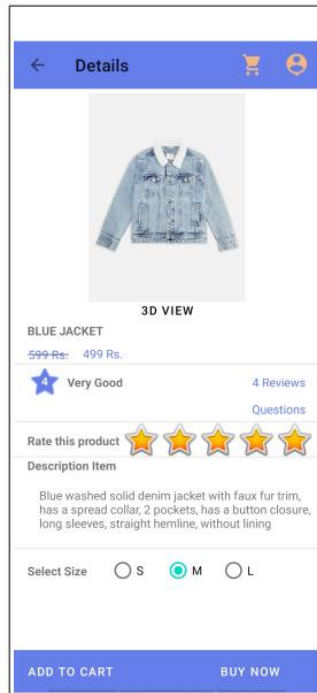 Details
3D VIEW
BLUE JACKET
599 Rs. 499 Rs.
4 Very Good 4 Reviews
Questions
Rate this product
Description Item
Blue washed solid denim jacket with faux fur trim,
has a spread collar, 2 pockets, has a button closure,
long sleeves, straight hemline, without lining
Select Size S M L
ADD TO CART BUY NOW